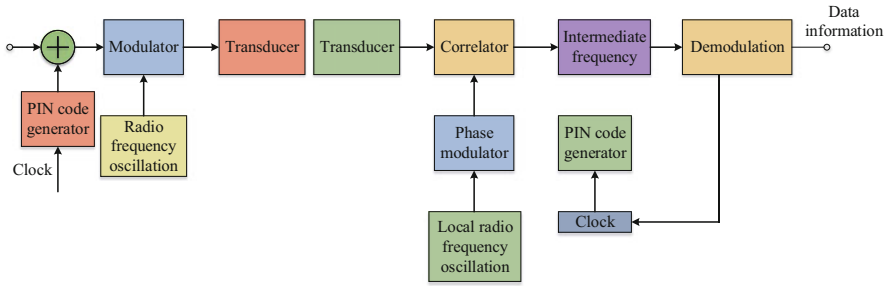 Data
information
Modulator
Transducer
Transducer
Correlator
Intermediate
frequency
Demodulation
PIN code
generator
Radio
frequency
oscillation
Phase
modulator
PIN code
generator
Clock
Clock
Local radio
frequency
oscillation